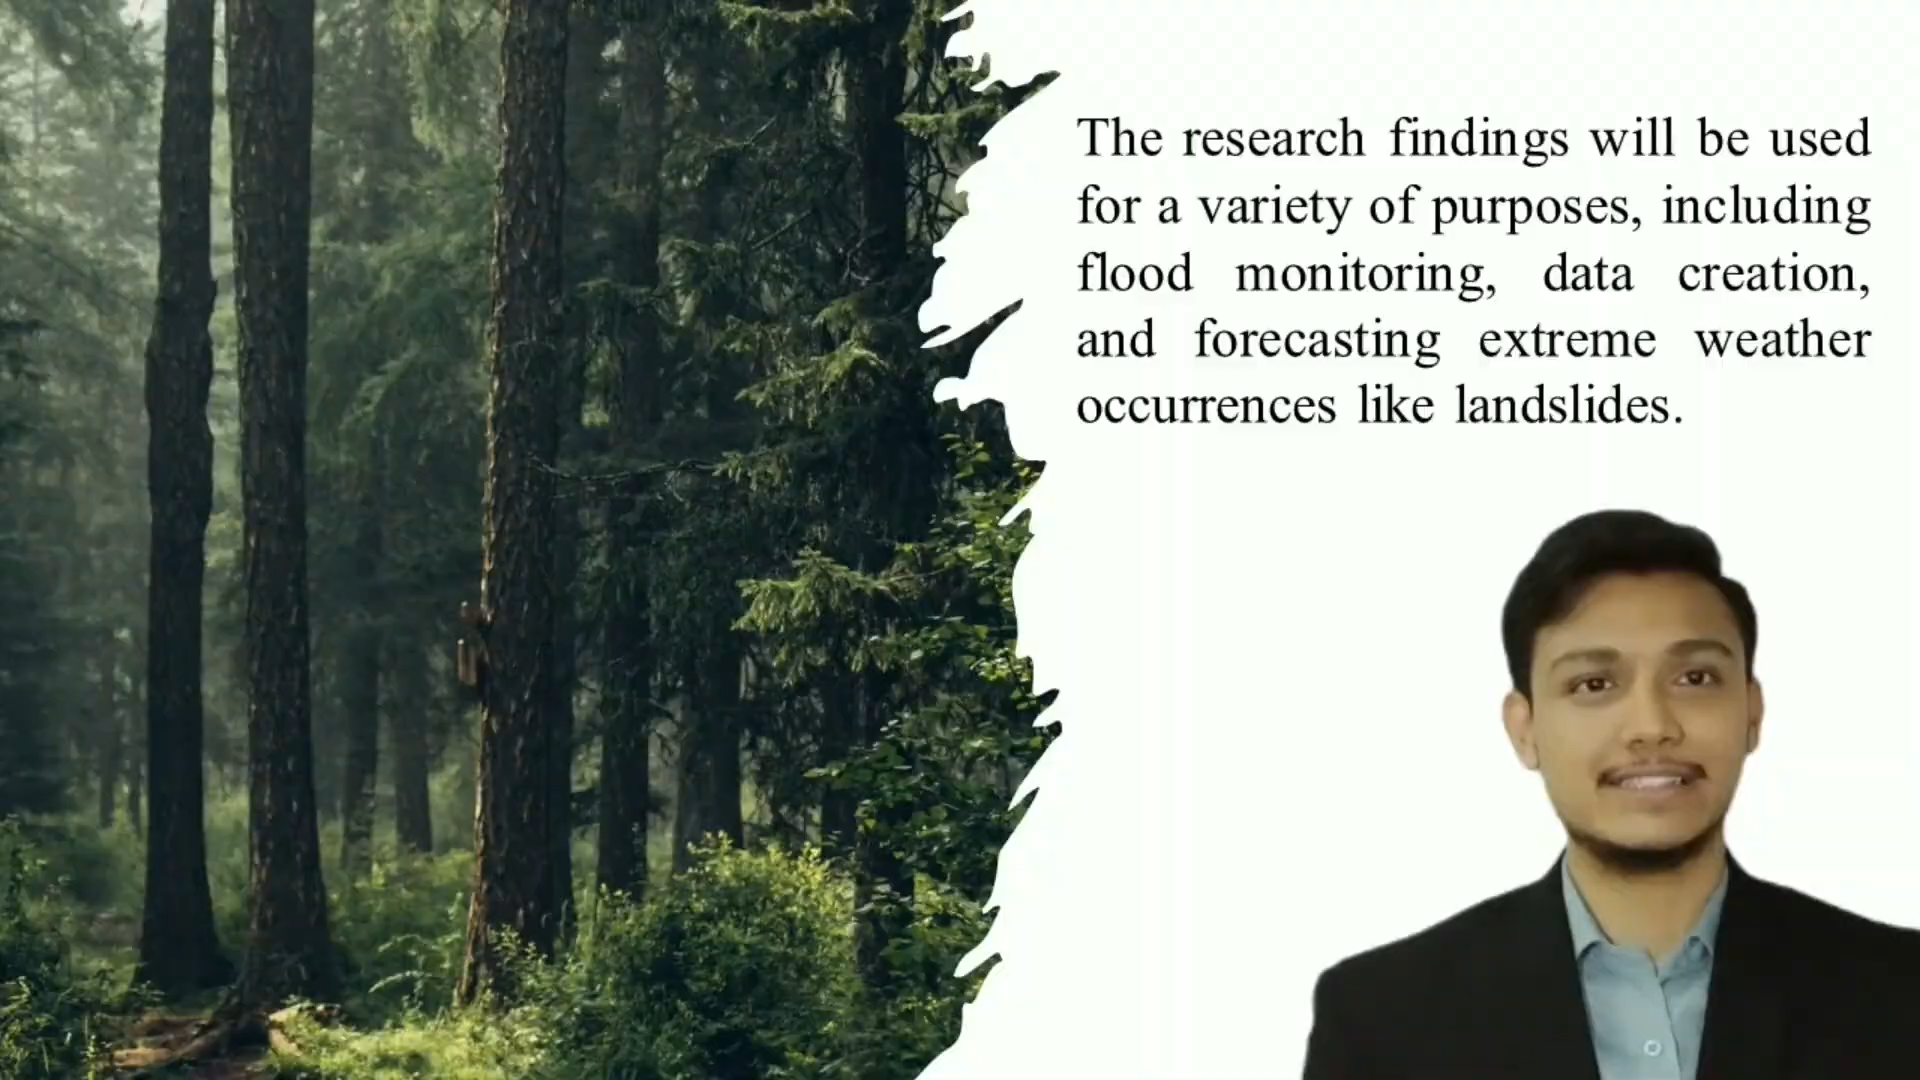 The research findings will be used
for a variety of purposes, including
flood monitoring, data creation,
and forecasting extreme weather
occurrences like landslides.